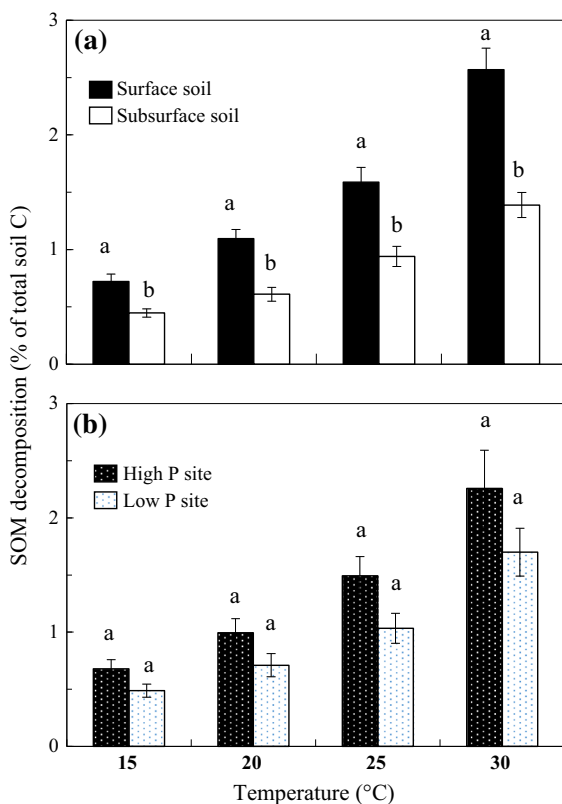 3
(a)
a
Surface soil
Subsurface soil
2
a
b
a
1
b
a
b
b
0
SOM decomposition (% of total soil C)
3
(b)
a
High P site
Low P site
2
a
a
a
1
a
a
a
a
0
15 20 25 30
Temperature (°C)